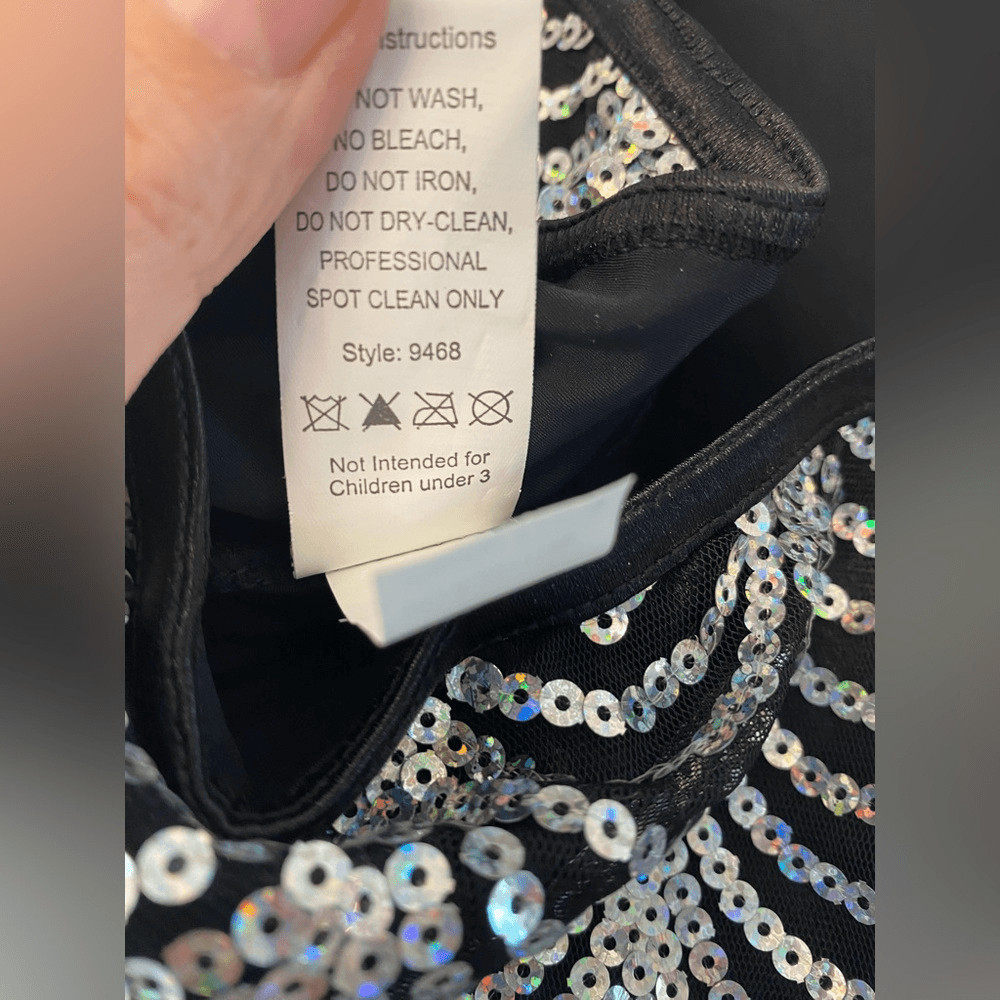 structions
NOT WASH,
NO BLEACH,
DO NOT IRON,
DO NOT DRY-CLEAN,
PROFESSIONAL
SPOT CLEAN ONLY
Style: 9468
Not Intended for
Children under 3